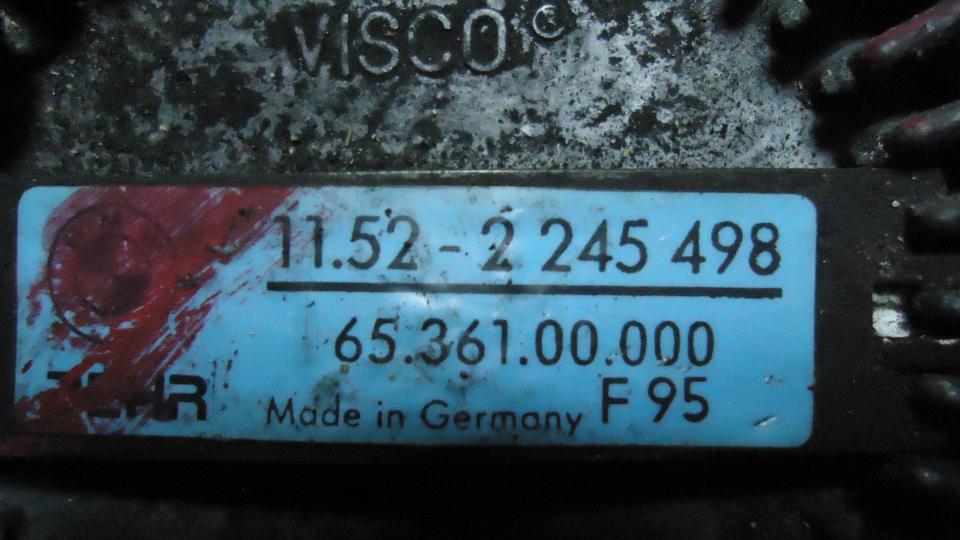 VISCO ®
11.52 - 2 245 498
65.361.00.000
Made in Germany F 95